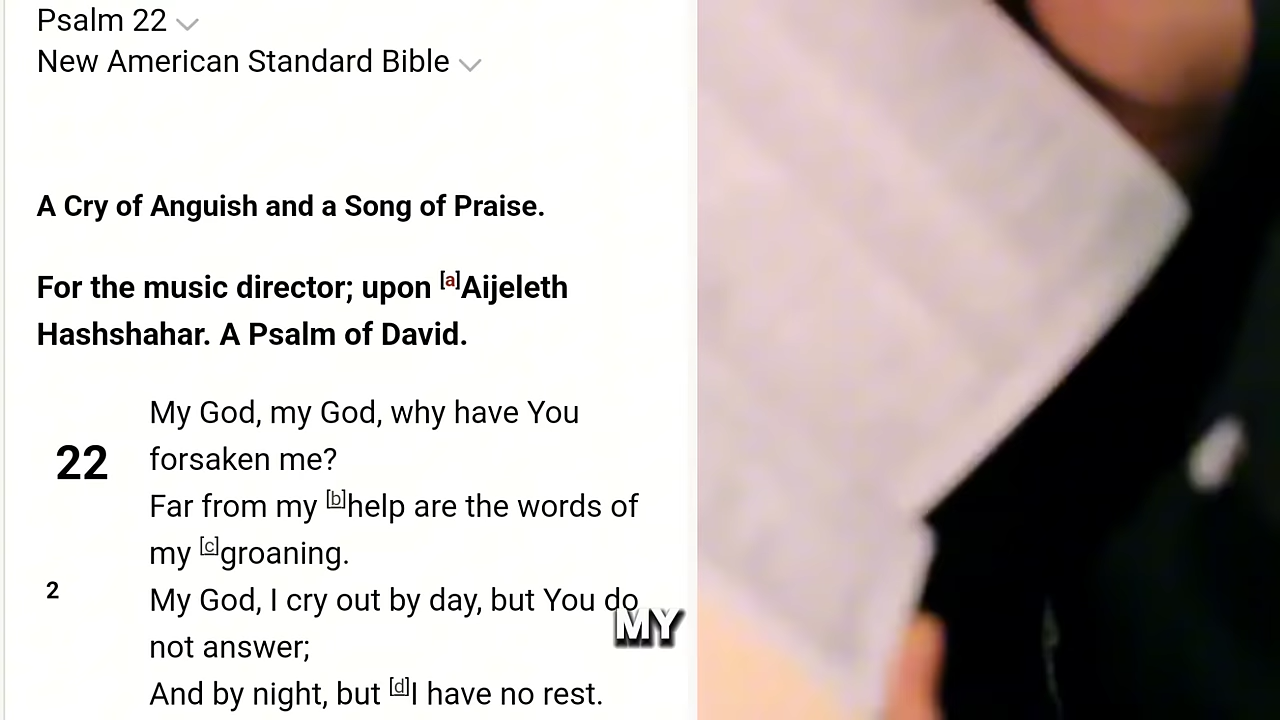 Psalm 22
New American Standard Bible
A Cry of Anguish and a Song of Praise.
For the music director; upon [a]Aijeleth
Hashshahar. A Psalm of David.
22
My God, my God, why have You
forsaken me?
Far from my [b]help are the words of
my [c]groaning.
2
My God, I cry out by day, but You do
not answer;
And by night, but [d]I have no rest.
MY